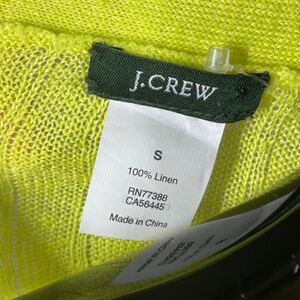 J.CREW
S
100% Linen
RN77388
CA56445
Made in China